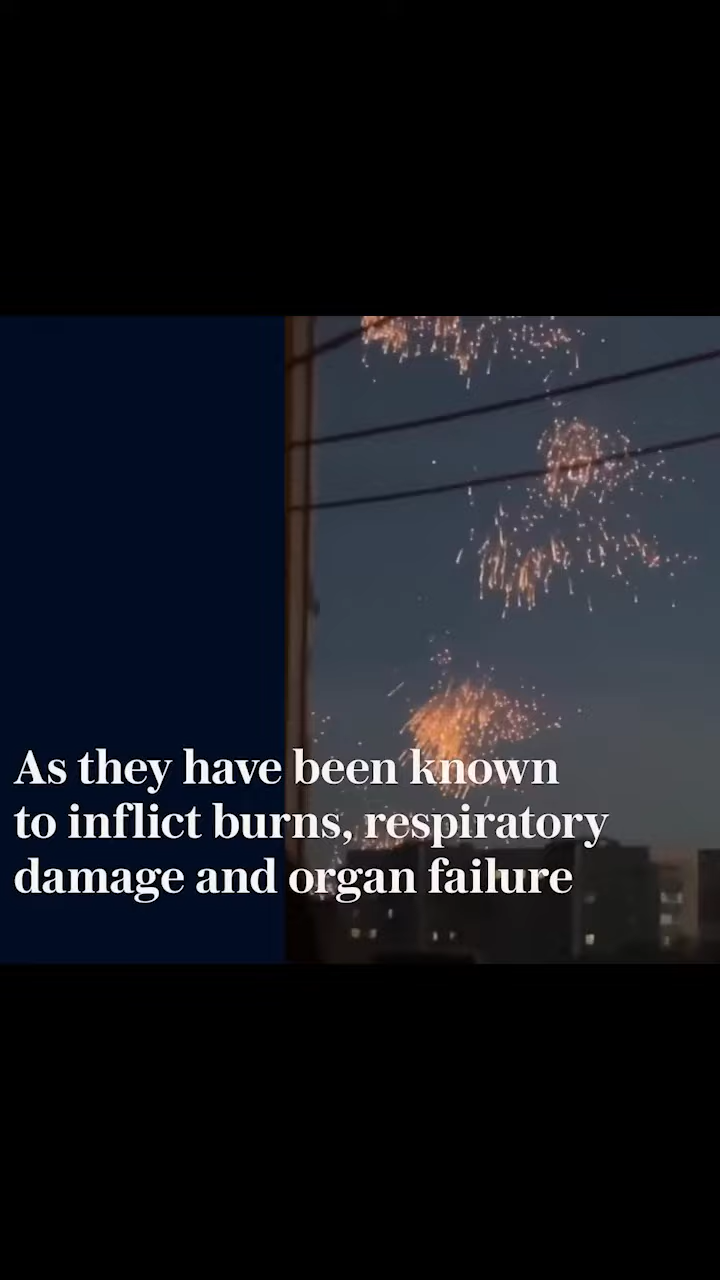 As they have been known
to inflict burns, respiratory
damage and organ failure